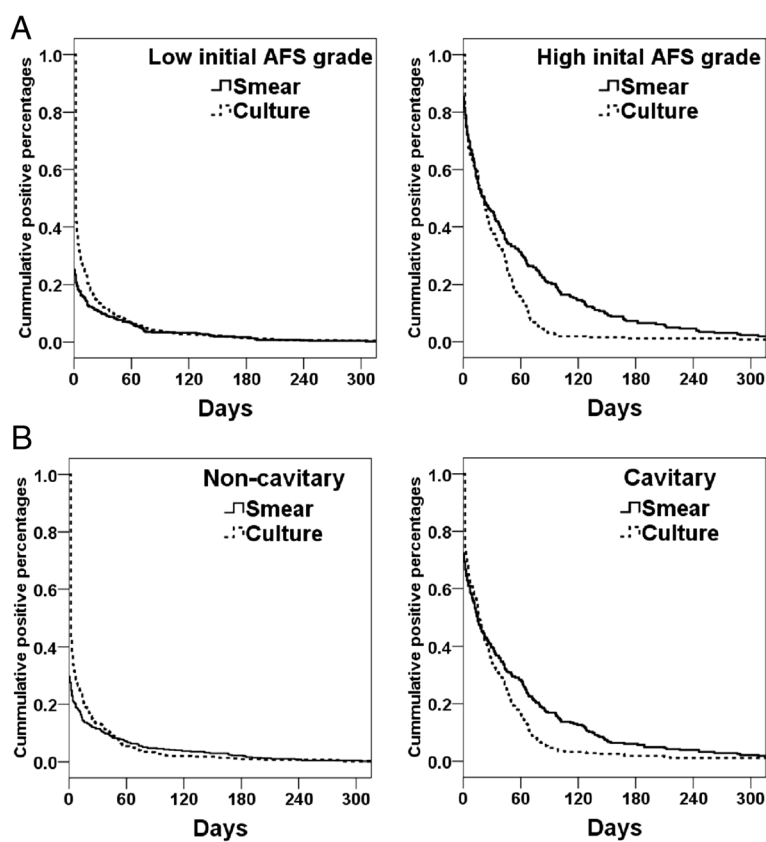 A
Low initial AFS grade
Smear
Culture
Cummulative positive percentages
1.0
0.8
0.6
0.4
0.2
0.0
0 60 120 180 240 300
Days
High inital AFS grade
Smear
Culture
Cummulative positive percentages
1.0
0.8
0.6
0.4
0.2
0.0
0 60 120 180 240 300
Days
B
Non-cavitary
Smear
Culture
Cummulative positive percentages
1.0
0.8
0.6
0.4
0.2
0.0
0 60 120 180 240 300
Days
Cavitary
Smear
Culture
Cummulative positive percentages
1.0
0.8
0.6
0.4
0.2
0.0
0 60 120 180 240 300
Days